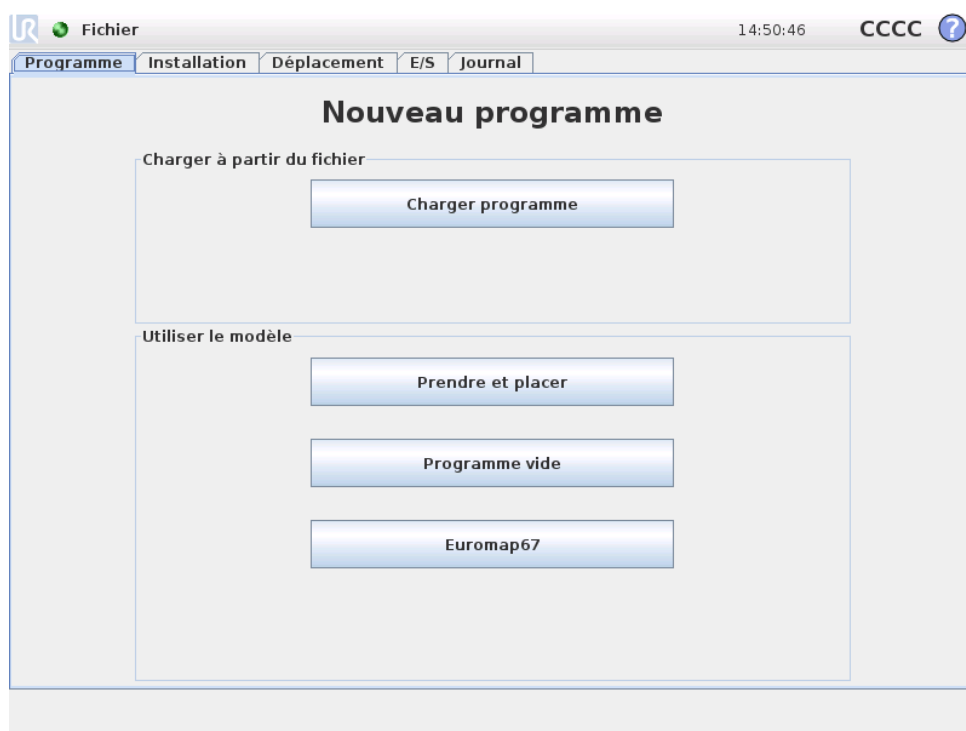 UR Fichier 14:50:46 CCCC ?
Programme Installation Déplacement E/S Journal
Nouveau programme
Charger à partir du fichier
Charger programme
Utiliser le modèle
Prendre et placer
Programme vide
Euromap67